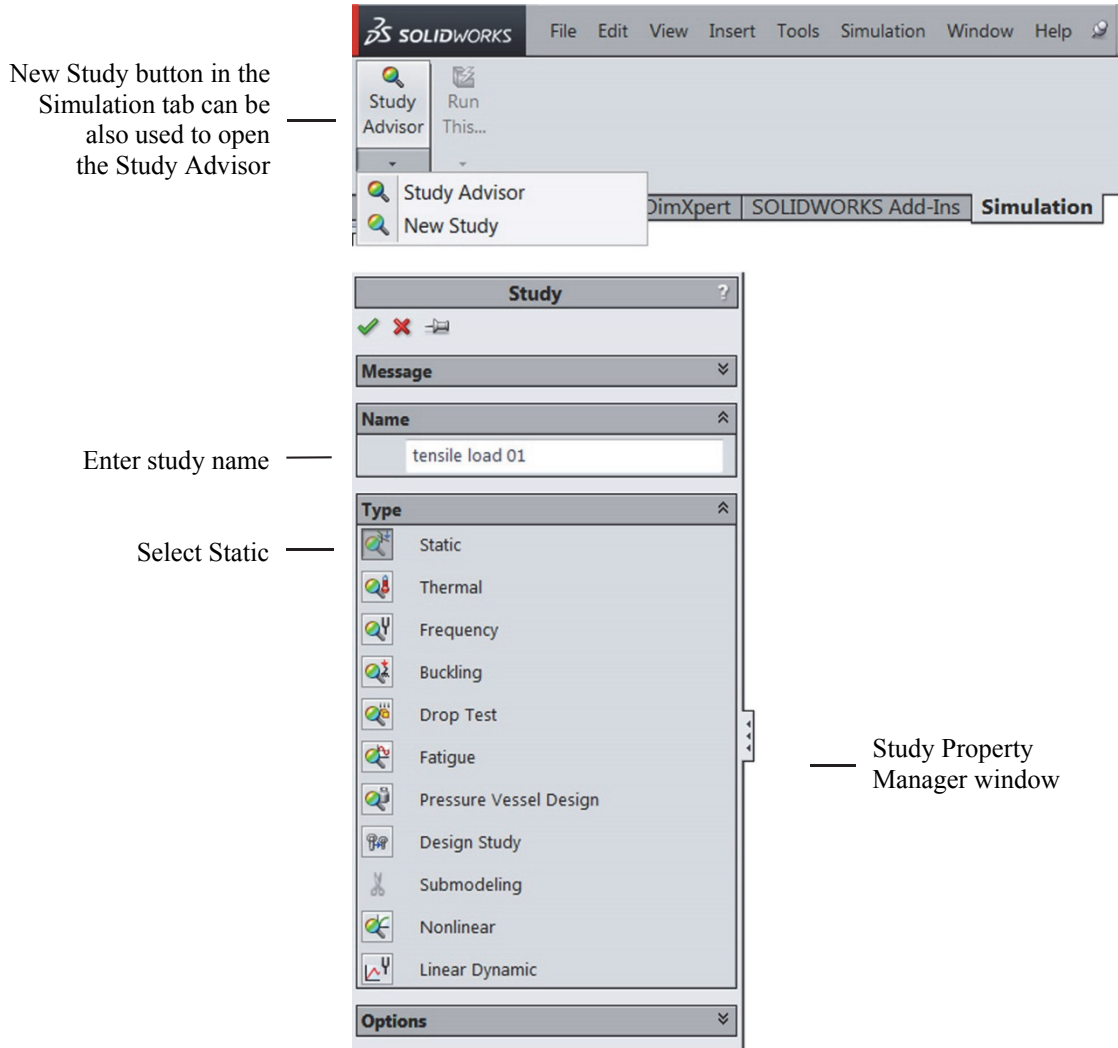 SOLIDWORKS File Edit View Insert Tools Simulation Window Help
New Study button in the
Simulation tab can be
also used to open
the Study Advisor
Study
Advisor
Run
This...
Study Advisor
New Study
DimXpert SOLIDWORKS Add-Ins Simulation
Study ?
Message
Name
Enter study name
tensile load 01
Type
Select Static
Static
Thermal
Frequency
Buckling
Drop Test
Fatigue
Pressure Vessel Design
Design Study
Submodeling
Nonlinear
Linear Dynamic
Options
Study Property
Manager window